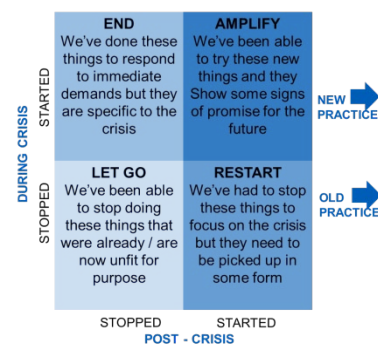 END
We've done these
things to respond
to immediate
demands but they
are specific to the
crisis
AMPLIFY
We've been able
to try these new
things and they
Show some signs
of promise for the
future
LET GO
We've been able
to stop doing
these things that
were already / are
now unfit for
purpose
RESTART
We've had to stop
these things to
focus on the crisis
but they need to
be picked up in
some form
DURING CRISIS
STARTED
STOPPED
NEW
PRACTICE
OLD
PRACTICE
STOPPED
STARTED
POST - CRISIS